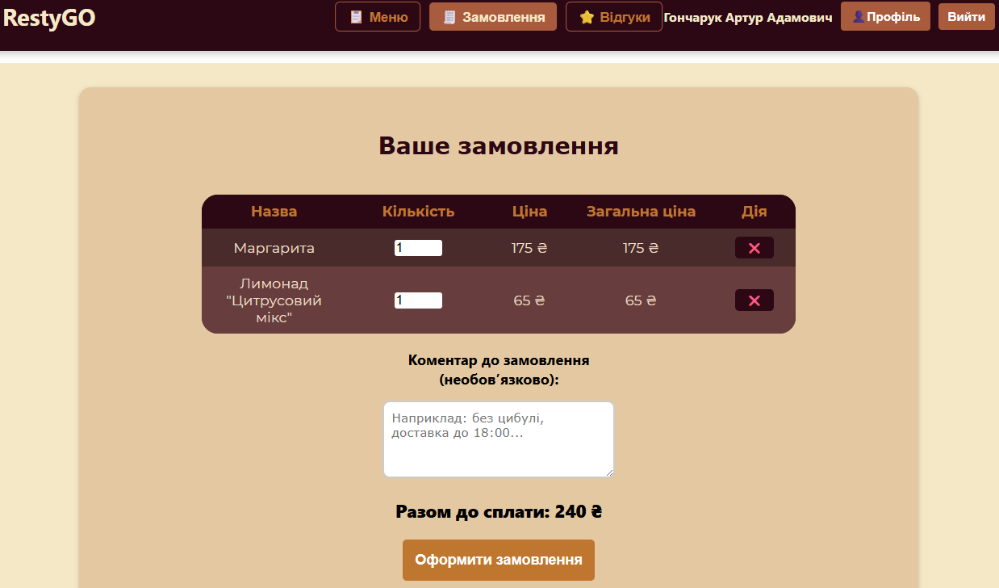 RestyGO
Меню
Замовлення
Відгуки
Гончарук Артур Адамович
Профіль
Вийти
Ваше замовлення
Назва Кількість Ціна Загальна ціна Дія
Маргарита 1 175 ₴ 175 ₴
Лимонад
"Цитрусовий 1 65 ₴ 65 ₴
мікс"
Коментар до замовлення
(необов’язково):
Наприклад: без цибулі,
доставка до 18:00...
Разом до сплати: 240 ₴
Оформити замовлення